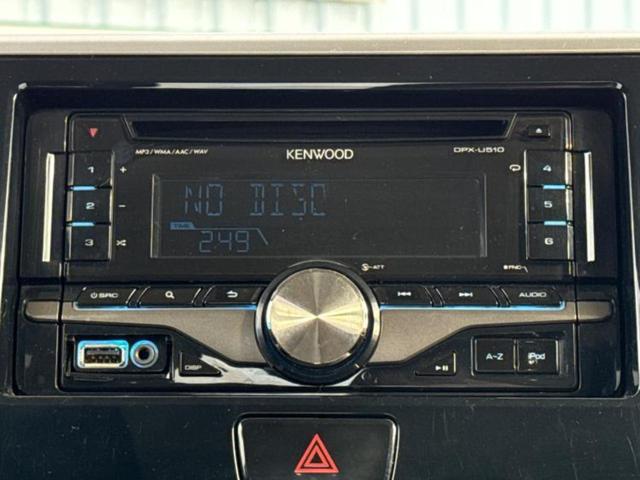 MP3/WMA/AAC/WAV
KENWOOD
DPX-U510
1 +
2 −
3
4
5
6
NO DISC
TIME
2:49
ATT
FNC
SRC
AUDIO
DISP
A-Z
iPod